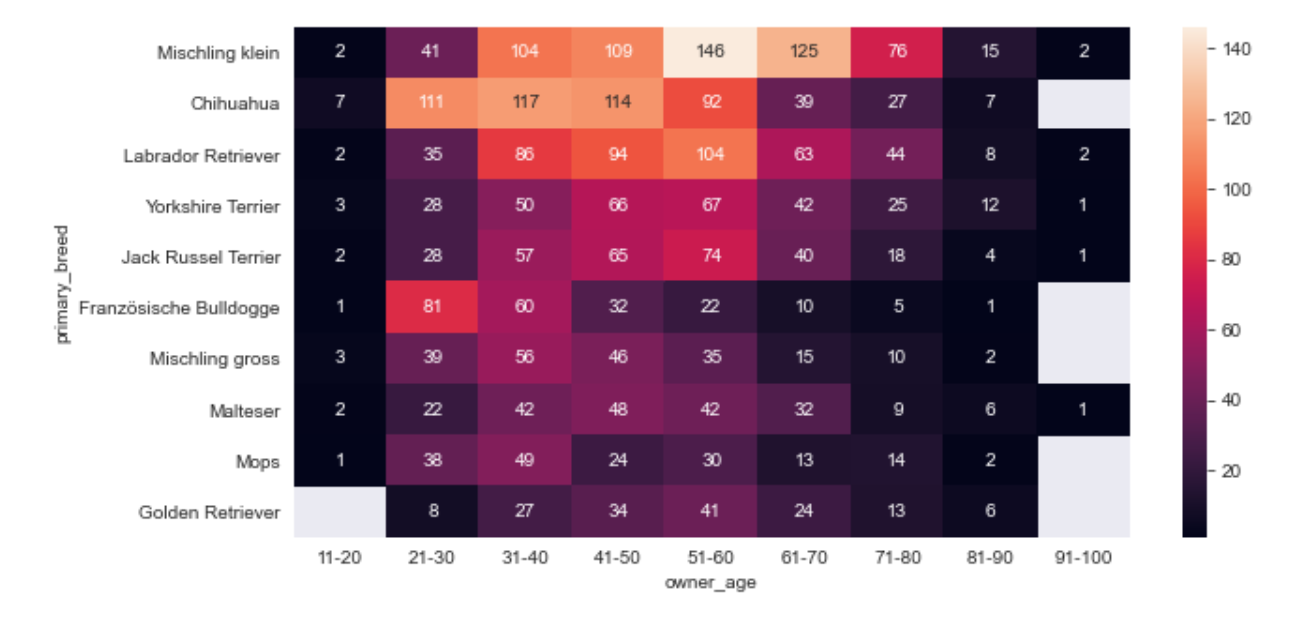 Mischling klein 2 41 104 109 146 125 76 15 2
Chihuahua 7 111 117 114 92 39 27 7
Labrador Retriever 2 35 86 94 104 63 44 8 2
Yorkshire Terrier 3 28 50 66 67 42 25 12 1
Jack Russel Terrier 2 28 57 65 74 40 18 4 1
Französische Bulldogge 1 81 60 32 22 10 5 1
Mischling gross 3 39 56 46 35 15 10 2
Malteser 2 22 42 48 42 32 9 6 1
Mops 1 38 49 24 30 13 14 2
Golden Retriever 8 27 34 41 24 13 6
primary_breed
11-20 21-30 31-40 41-50 51-60 61-70 71-80 81-90 91-100
owner_age
140
120
100
80
60
40
20